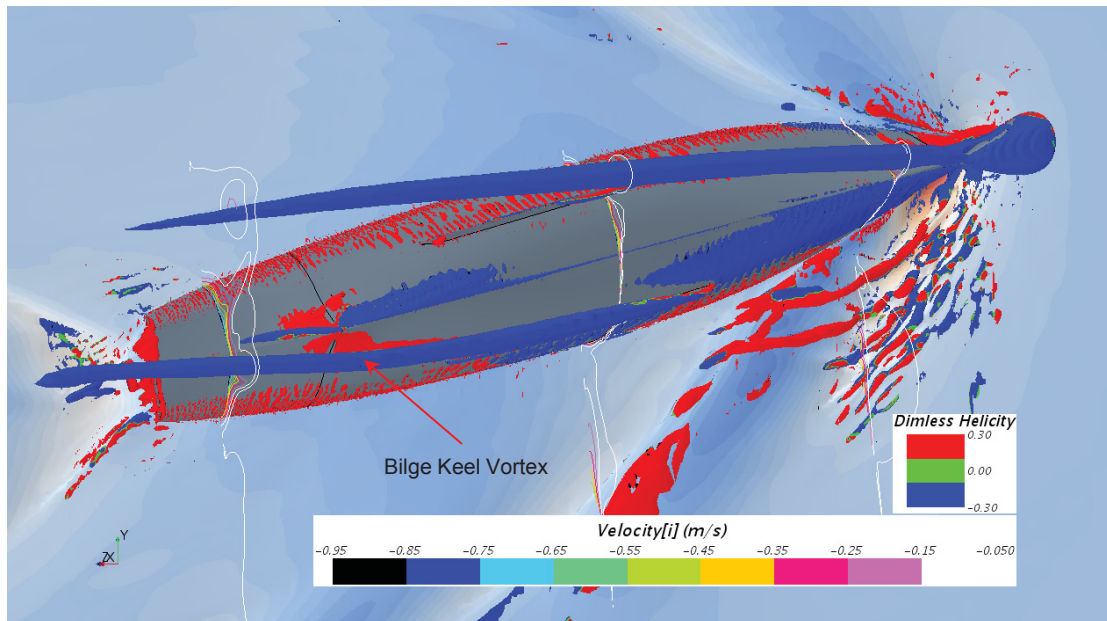 Bilge Keel Vortex
Dimless Helicity
0.30
0.00
-0.30
Velocity[i] (m/s)
-0.95 -0.85 -0.75 -0.65 -0.55 -0.45 -0.35 -0.25 -0.15 -0.050
Y
ZX